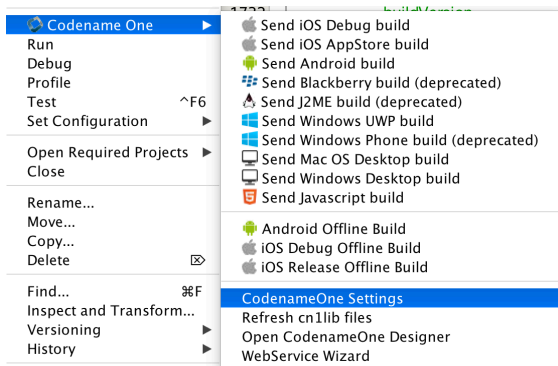 Codename One
Run
Debug
Profile
Test ^F6
Set Configuration
Open Required Projects
Close
Rename...
Move...
Copy...
Delete ⌦
Find... ⌘F
Inspect and Transform...
Versioning
History
Send iOS Debug build
Send iOS AppStore build
Send Android build
Send Blackberry build (deprecated)
Send J2ME build (deprecated)
Send Windows UWP build
Send Windows Phone build (deprecated)
Send Mac OS Desktop build
Send Windows Desktop build
Send Javascript build
Android Offline Build
iOS Debug Offline Build
iOS Release Offline Build
CodenameOne Settings
Refresh cn1lib files
Open CodenameOne Designer
WebService Wizard